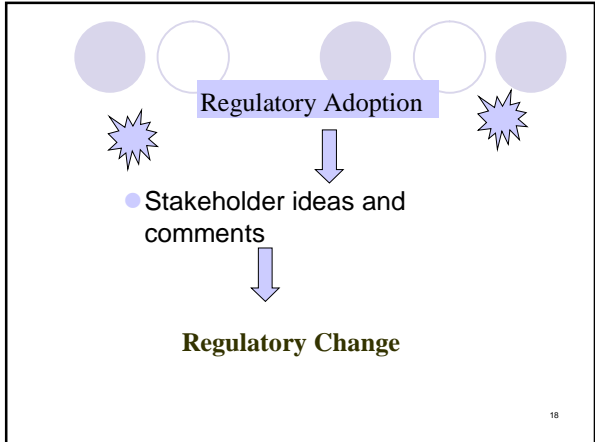 Regulatory Adoption
Stakeholder ideas and
comments
Regulatory Change
18